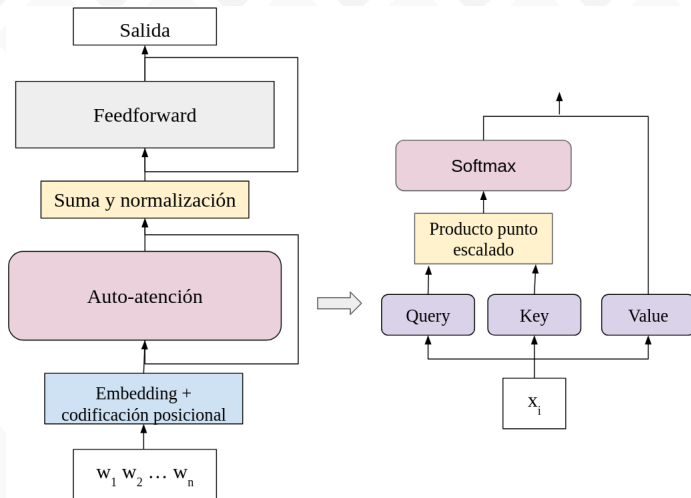 Salida
Feedforward
Suma y normalización
Auto-atención
Embedding +
codificación posicional
w₁ w₂ … wₙ
Softmax
Producto punto
escalado
Query
Key
Value
xᵢ